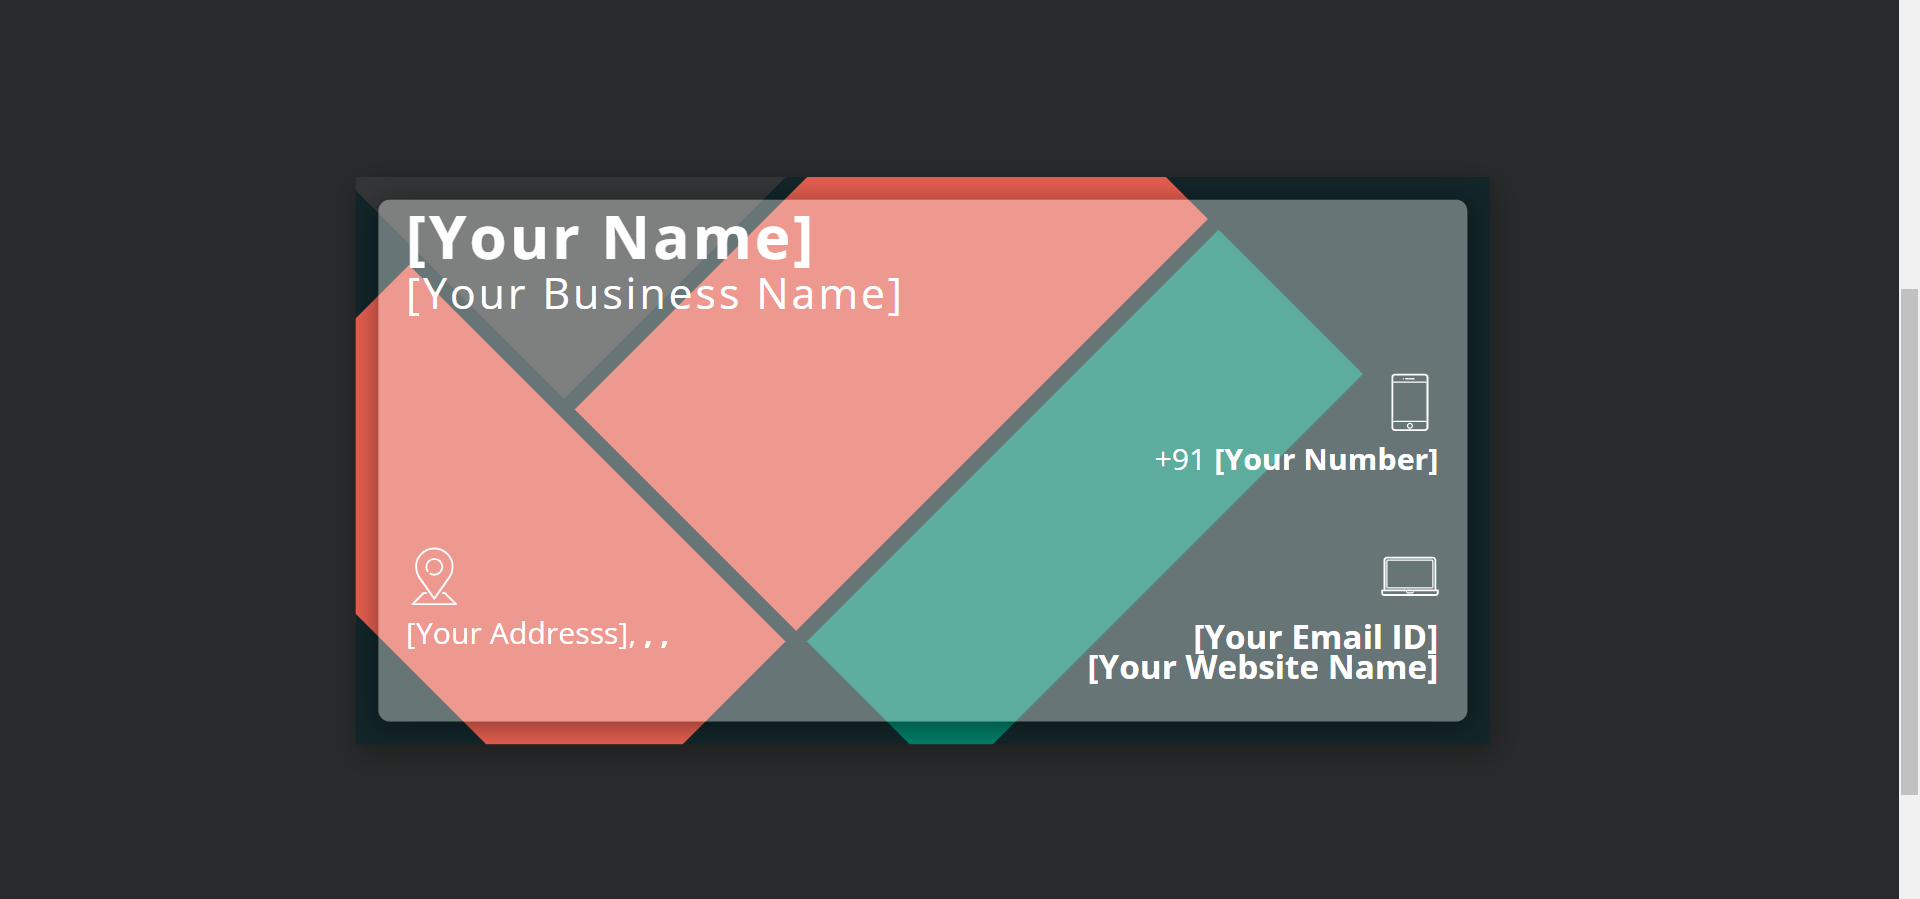 [Your Name]
[Your Business Name]
+91 [Your Number]
[Your Addresss], , ,
[Your Email ID]
[Your Website Name]